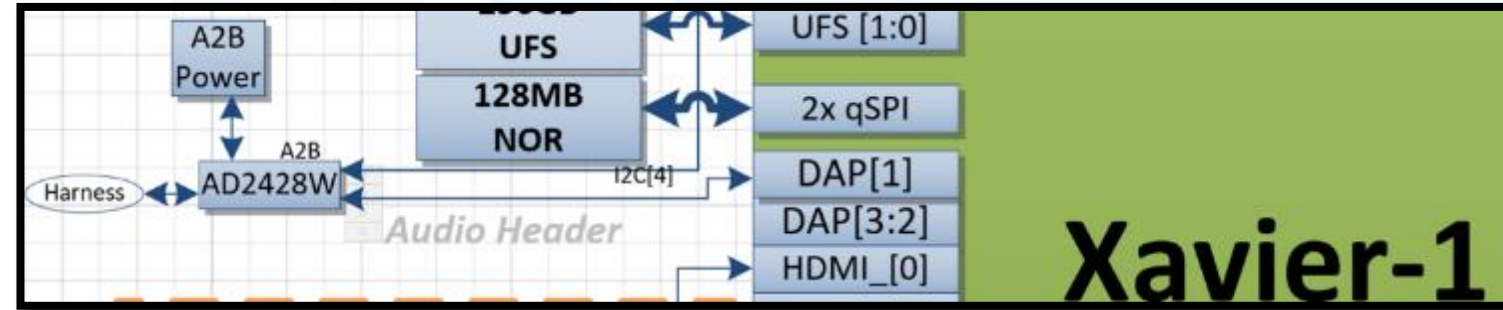 A2B
Power
UFS
128MB
NOR
UFS [1:0]
2x qSPI
A2B
AD2428W
Harness
I2C[4]
DAP[1]
DAP[3:2]
HDMI_[0]
Audio Header
Xavier-1